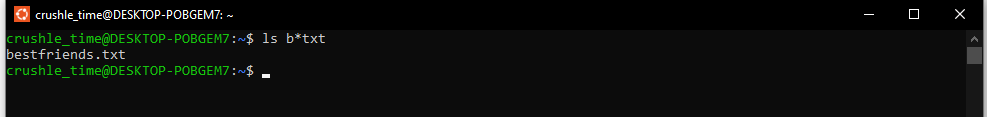 crushle_time@DESKTOP-POBGEM7: ~
crushle_time@DESKTOP-POBGEM7:~$ ls b*txt
bestfriends.txt
crushle_time@DESKTOP-POBGEM7:~$